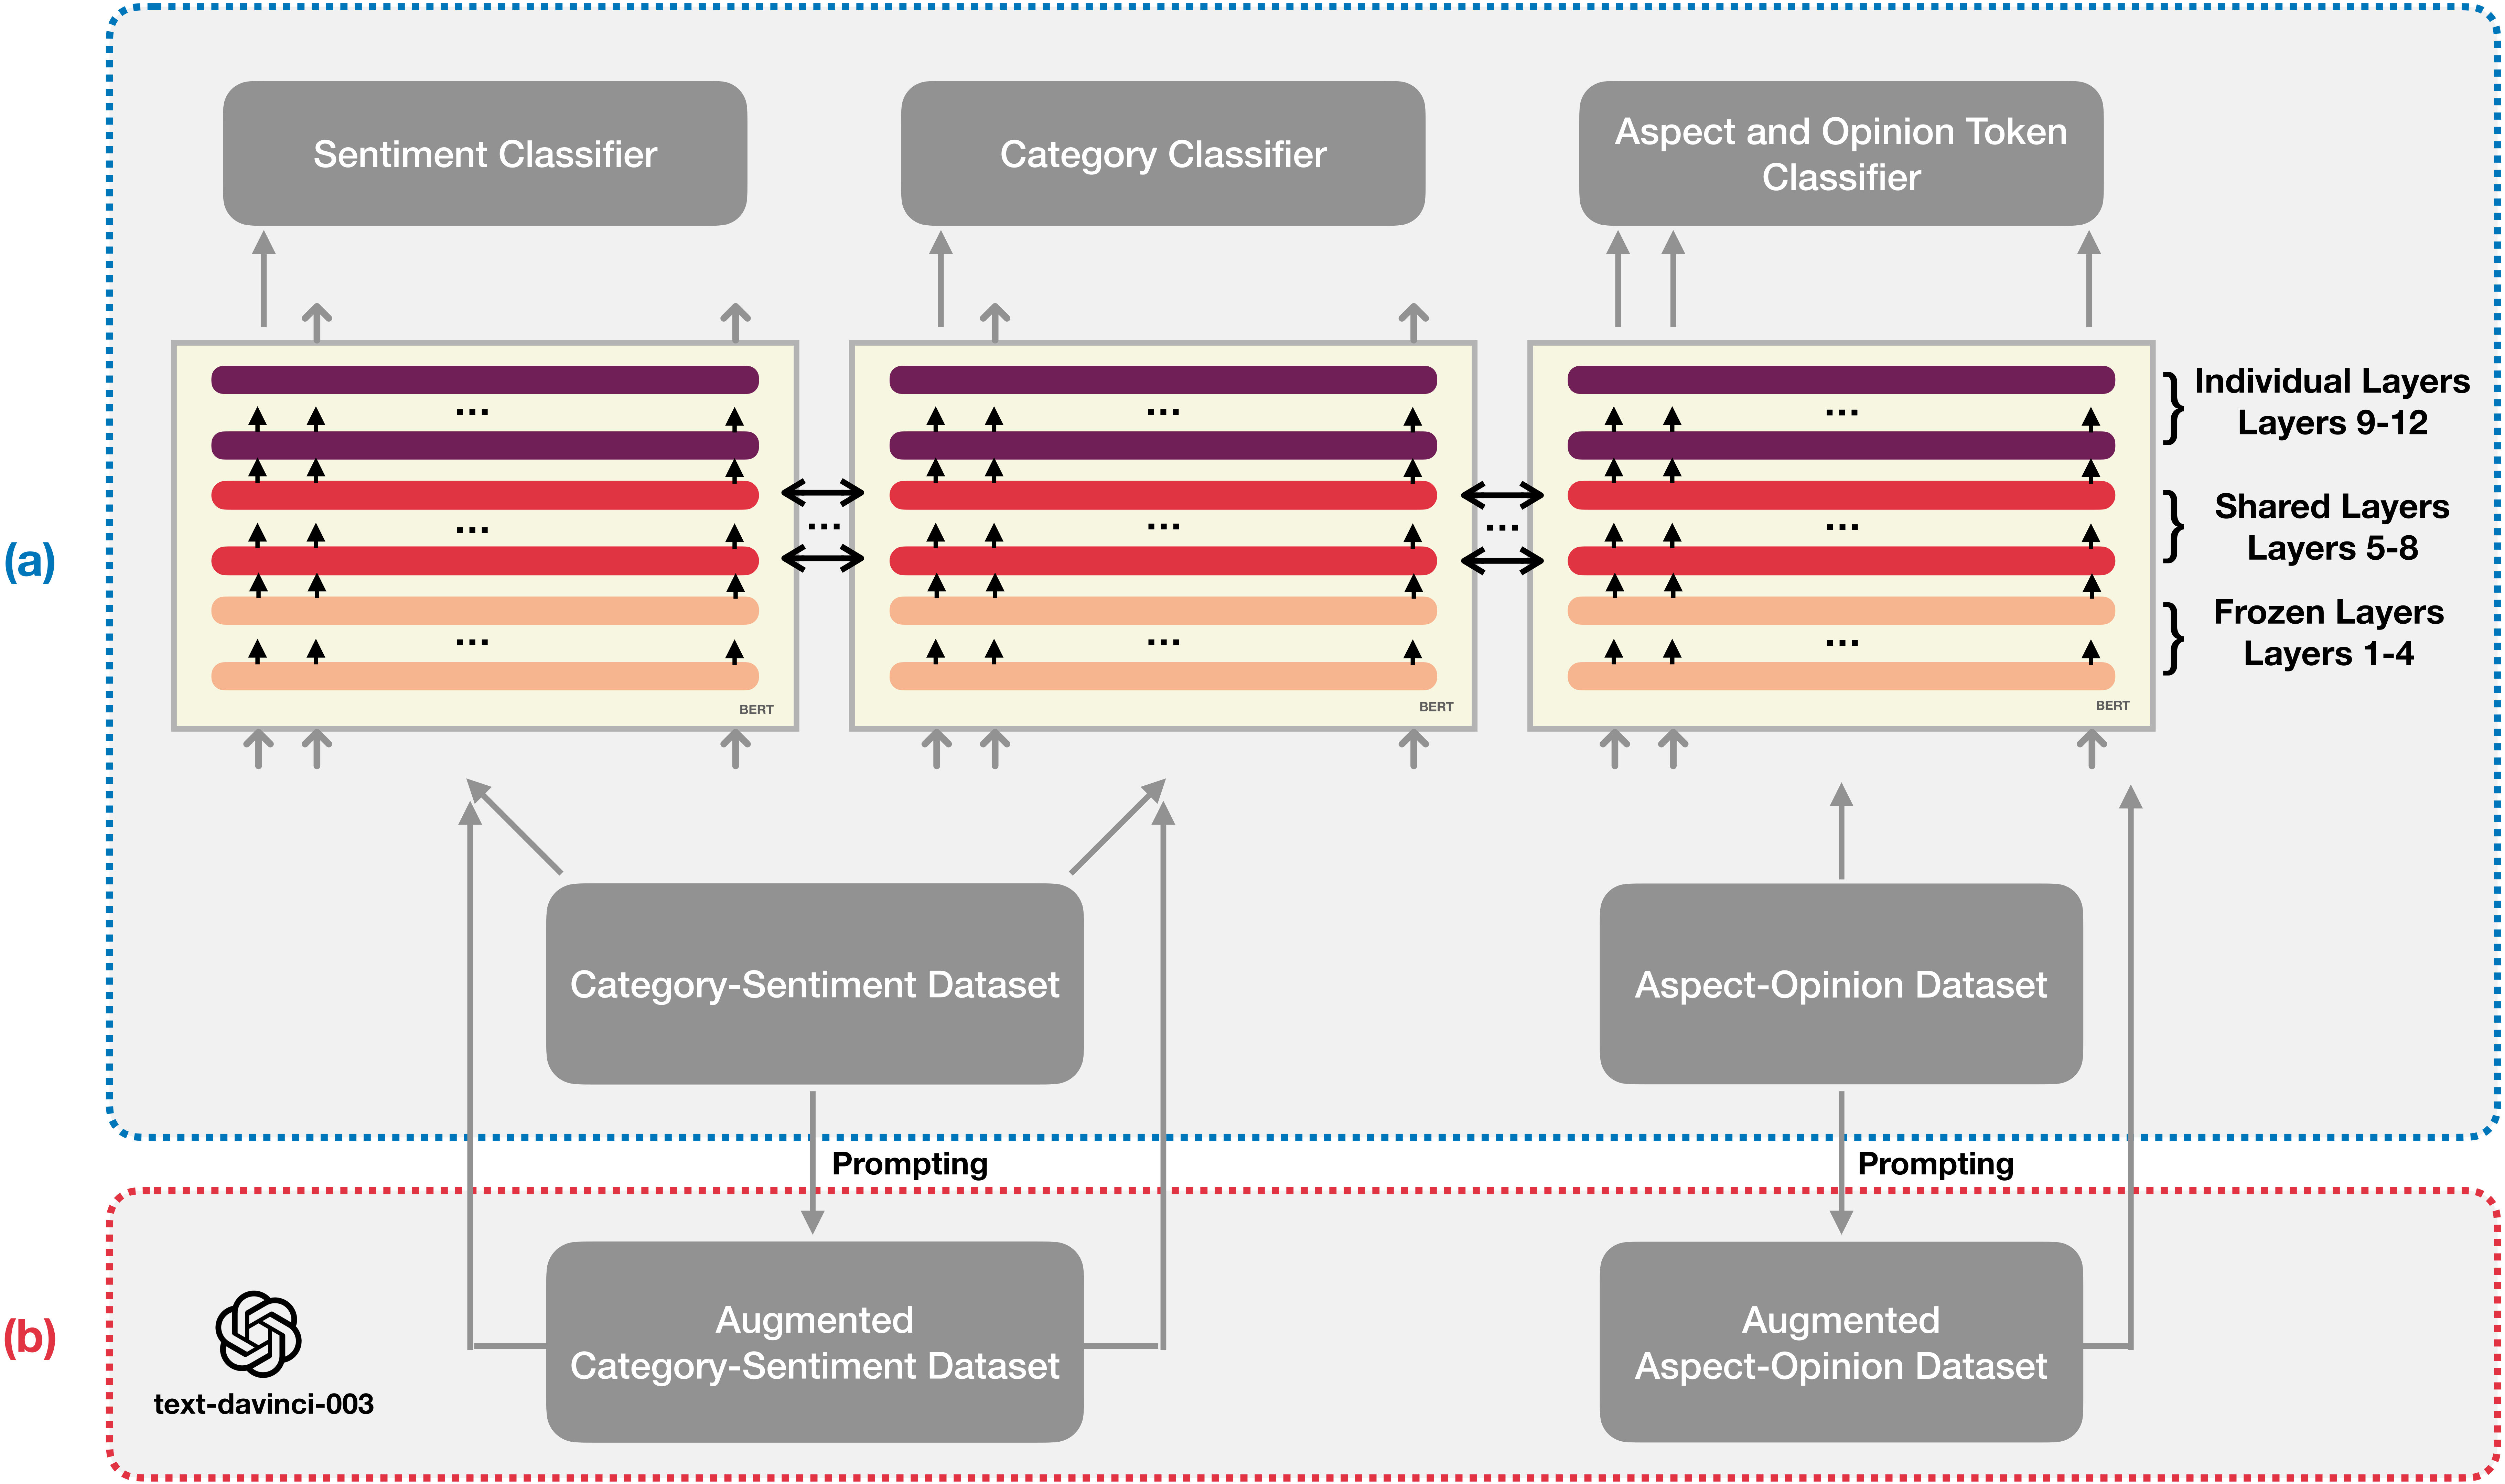 Sentiment Classifier
Category Classifier
Aspect and Opinion Token
Classifier
Individual Layers
Layers 9-12
...
...
...
Shared Layers
Layers 5-8
...
...
...
...
...
(a)
Frozen Layers
Layers 1-4
...
...
...
BERT
BERT
BERT
Category-Sentiment Dataset
Aspect-Opinion Dataset
Prompting
Prompting
(b)
text-davinci-003
Augmented
Category-Sentiment Dataset
Augmented
Aspect-Opinion Dataset